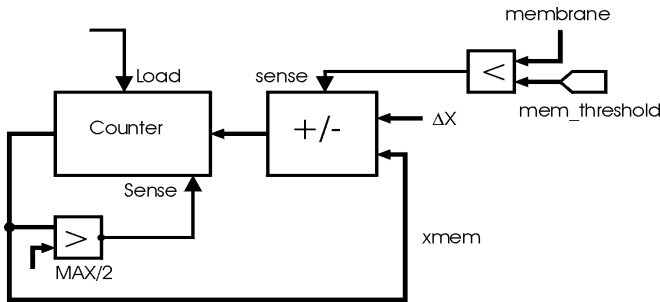 membrane
Load
sense
<
mem_threshold
Counter
+/-
ΔX
Sense
>
xmem
MAX/2